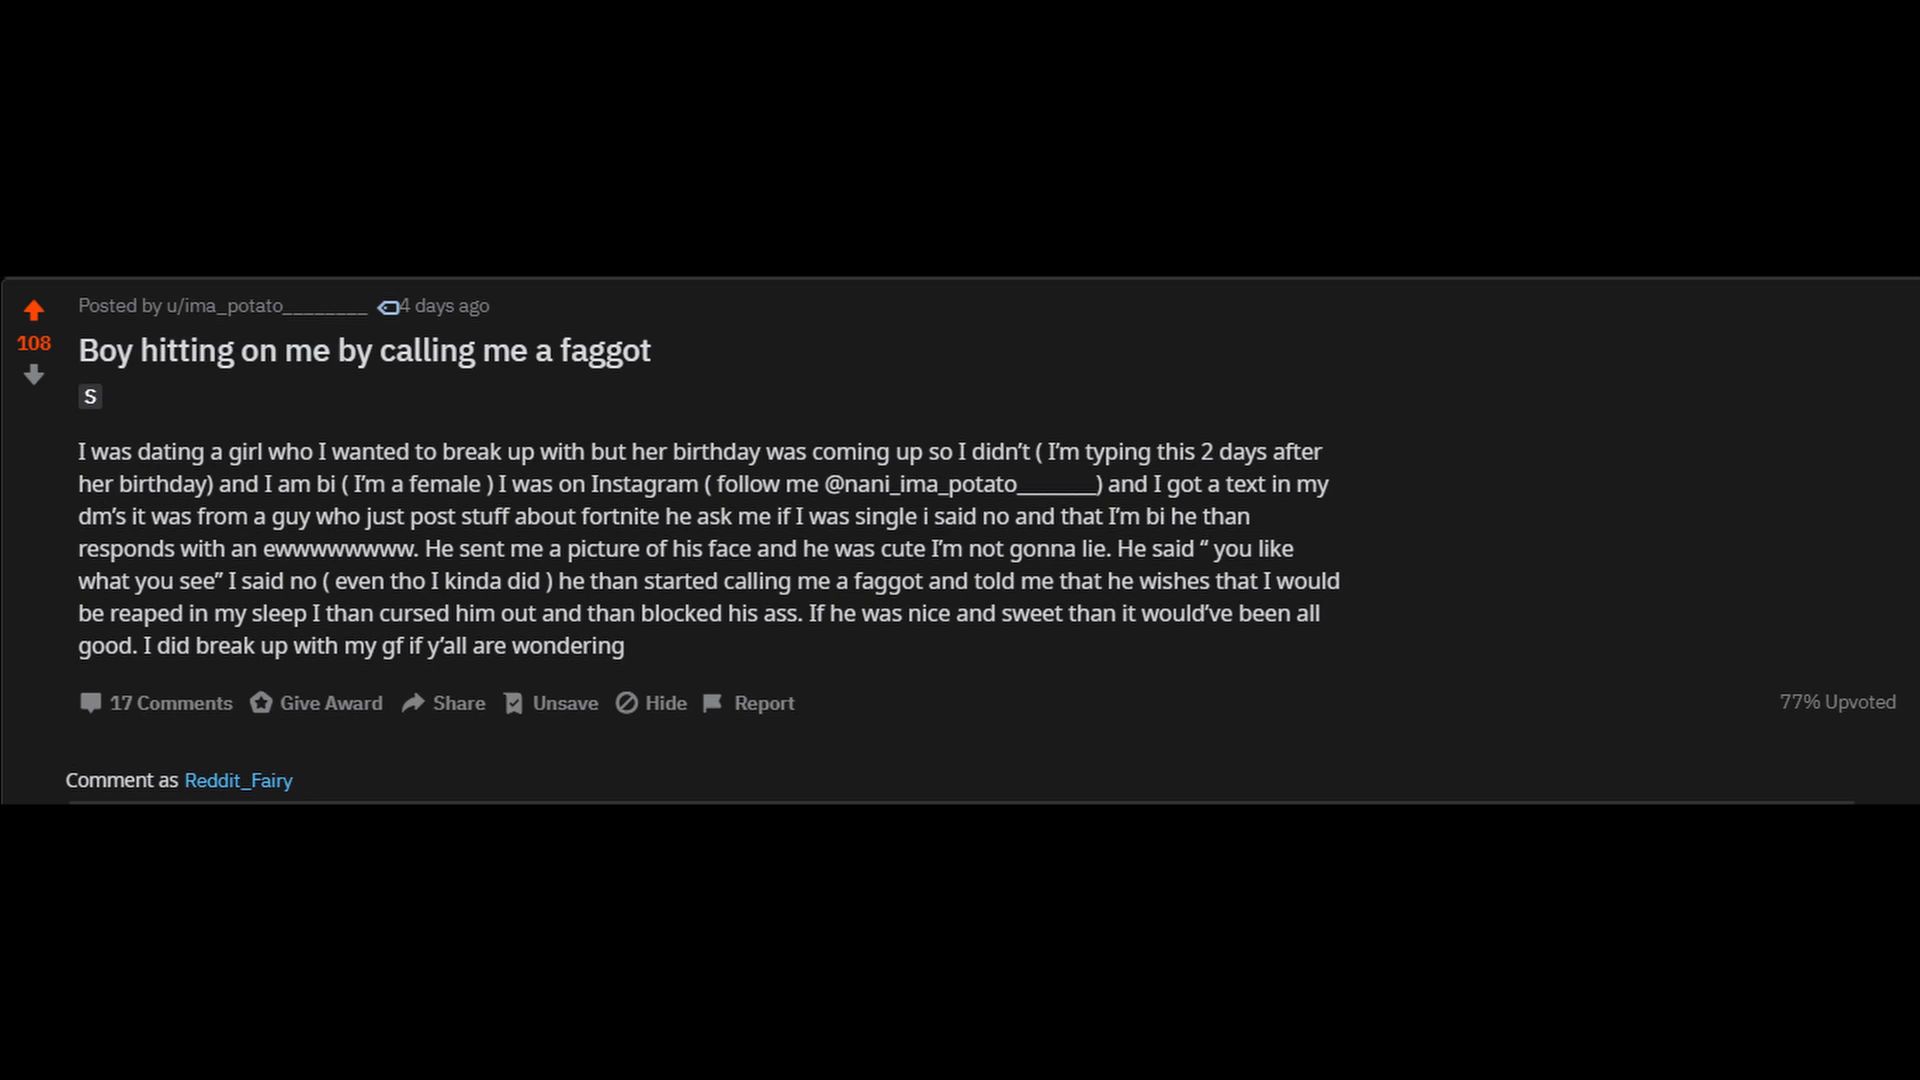 Posted by u/ima_potato________ 4 days ago
108
Boy hitting on me by calling me a faggot
S
I was dating a girl who I wanted to break up with but her birthday was coming up so I didn’t ( I’m typing this 2 days after
her birthday) and I am bi ( I’m a female ) I was on Instagram ( follow me @nani_ima_potato_______) and I got a text in my
dm’s it was from a guy who just post stuff about fortnite he ask me if I was single i said no and that I’m bi he than
responds with an ewwwwwwww. He sent me a picture of his face and he was cute I’m not gonna lie. He said “ you like
what you see” I said no ( even tho I kinda did ) he than started calling me a faggot and told me that he wishes that I would
be reaped in my sleep I than cursed him out and than blocked his ass. If he was nice and sweet than it would’ve been all
good. I did break up with my gf if y’all are wondering
17 Comments Give Award Share Unsave Hide Report 77% Upvoted
Comment as Reddit_Fairy